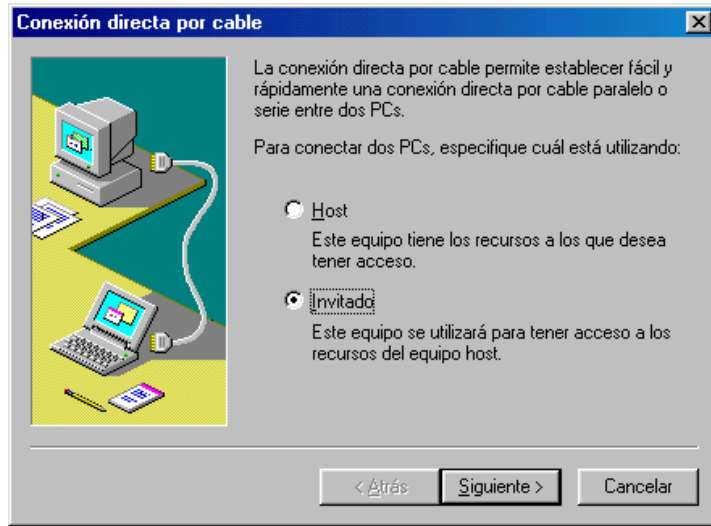 Conexión directa por cable
La conexión directa por cable permite establecer fácil y
rápidamente una conexión directa por cable paralelo o
serie entre dos PCs.
Para conectar dos PCs, especifique cuál está utilizando:
Host
Este equipo tiene los recursos a los que desea
tener acceso.
Invitado
Este equipo se utilizará para tener acceso a los
recursos del equipo host.
< Atrás
Siguiente >
Cancelar